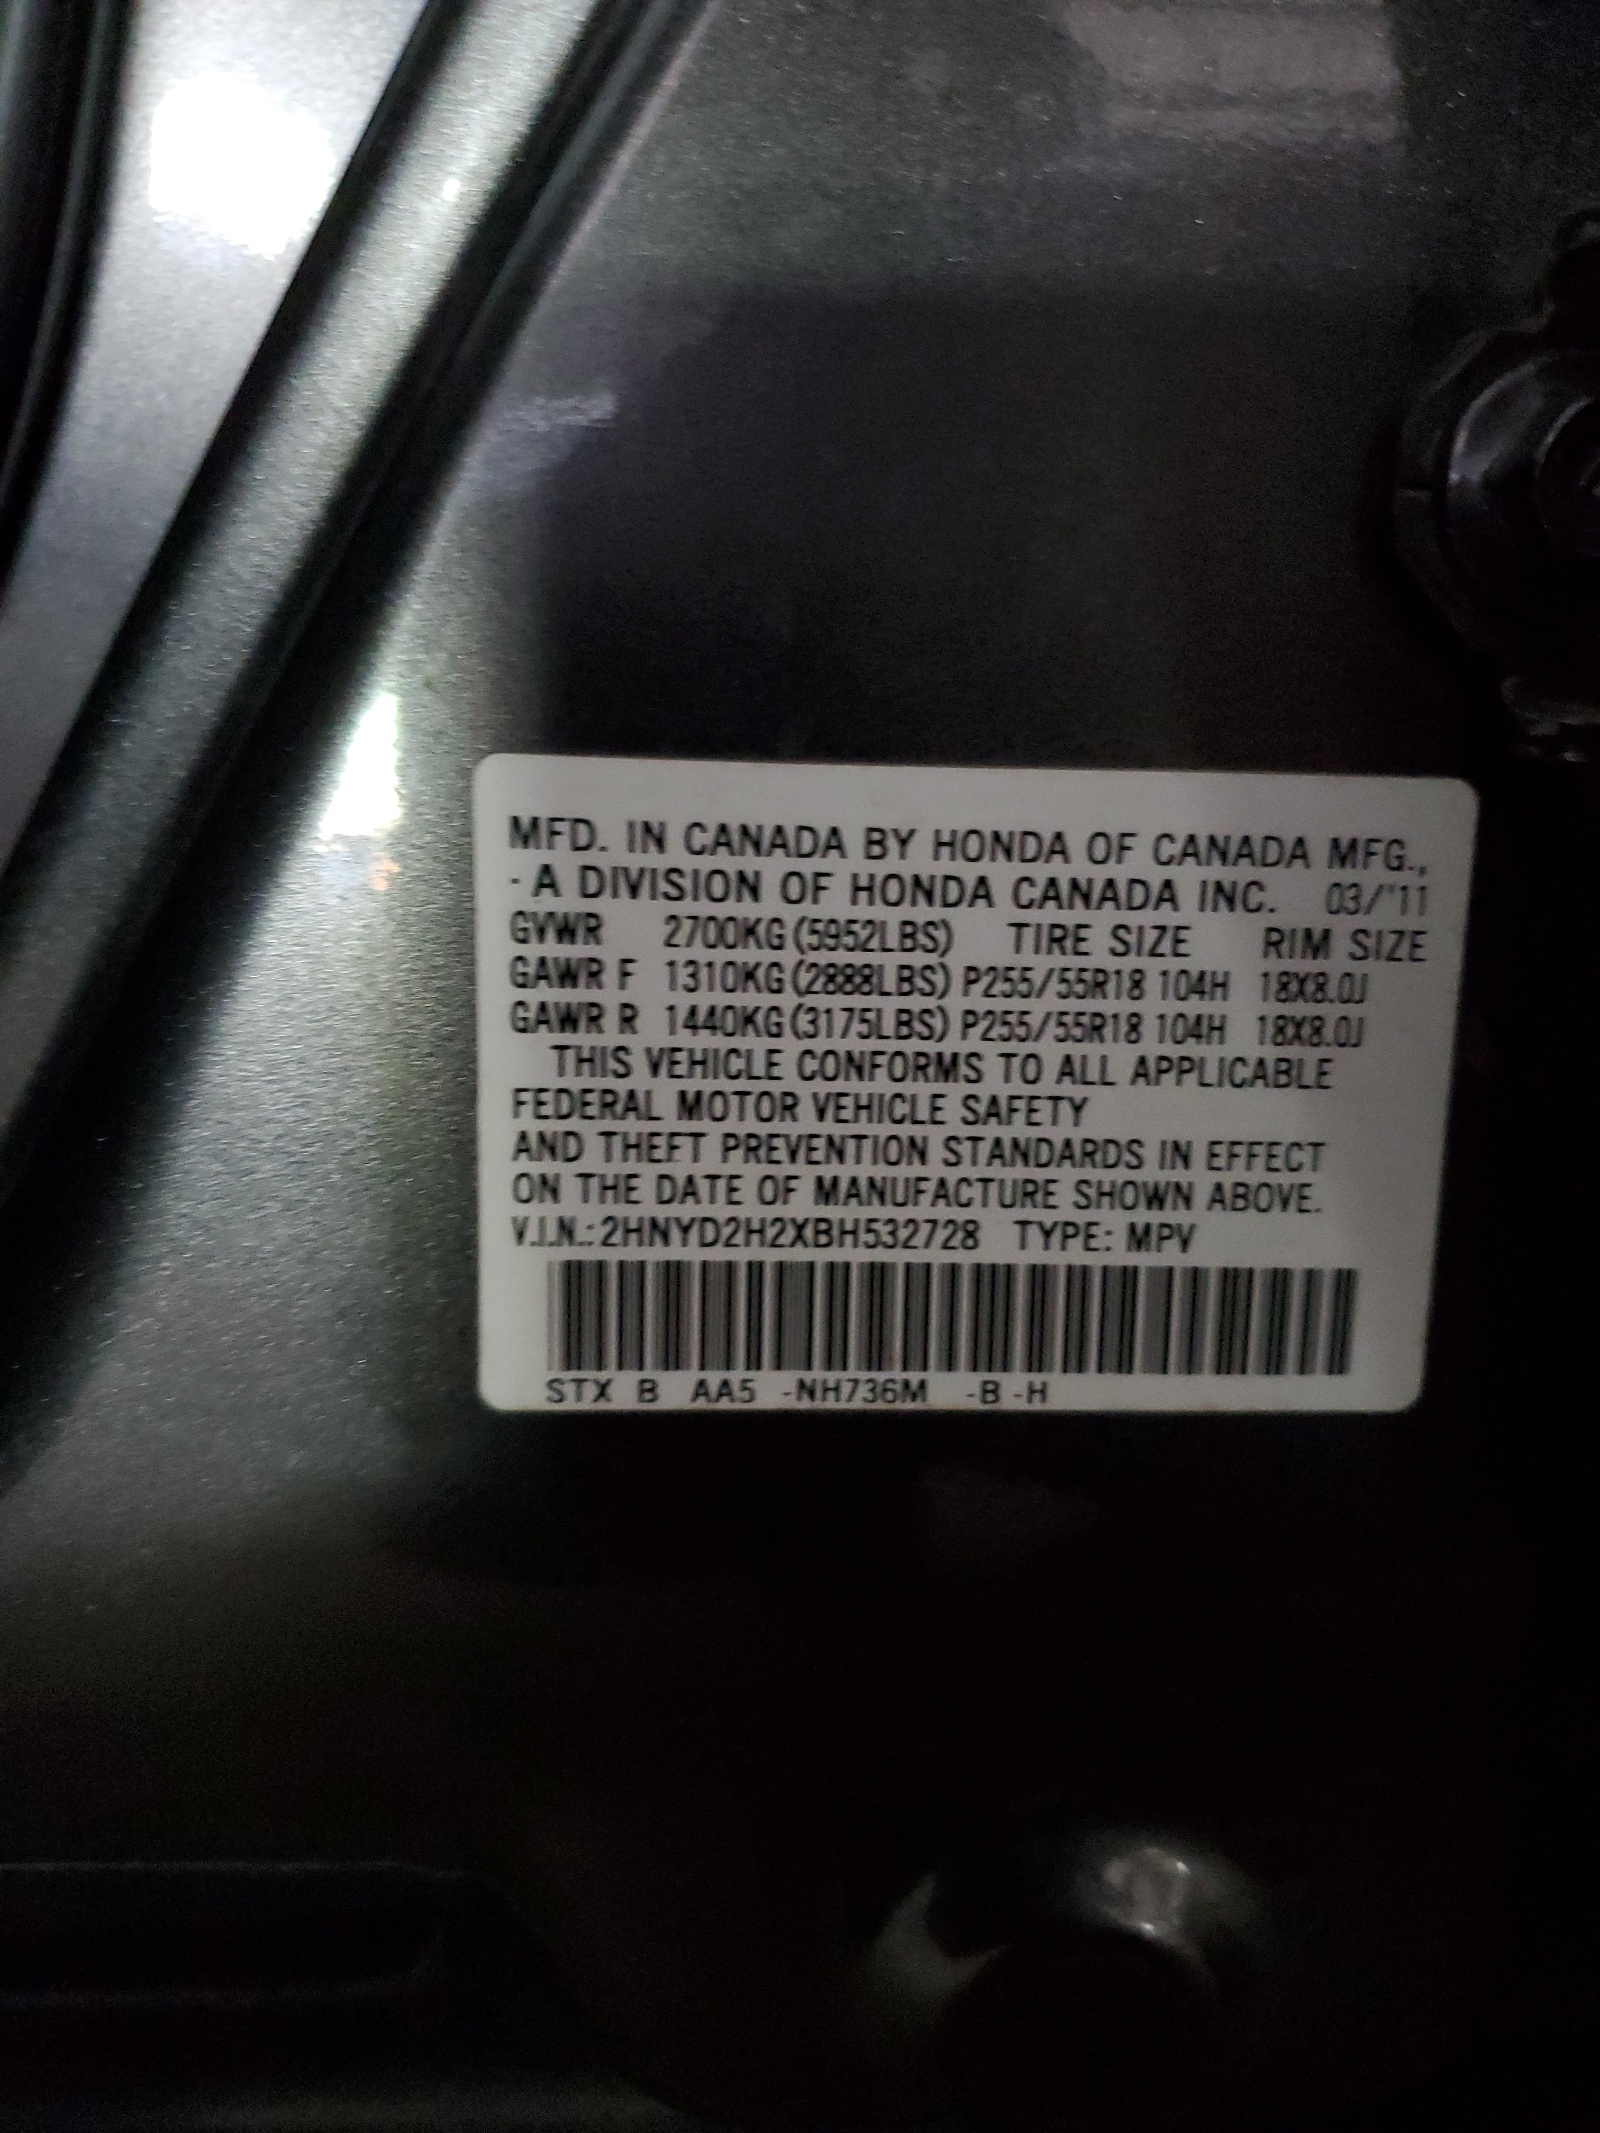 MFD. IN CANADA BY HONDA OF CANADA MFG.,
· A DIVISION OF HONDA CANADA INC. 03/'11
GVWR 2700KG(5952LBS) TIRE SIZE RIM SIZE
GAWR F 1310KG(2888LBS) P255/55R18 104H 18X8.0J
GAWR R 1440KG(3175LBS) P255/55R18 104H 18X8.0J
THIS VEHICLE CONFORMS TO ALL APPLICABLE
FEDERAL MOTOR VEHICLE SAFETY
AND THEFT PREVENTION STANDARDS IN EFFECT
ON THE DATE OF MANUFACTURE SHOWN ABOVE.
V.I.N.: 2HNYD2H2XBH532728 TYPE: MPV
STX B AA5 -NH736M -B -H